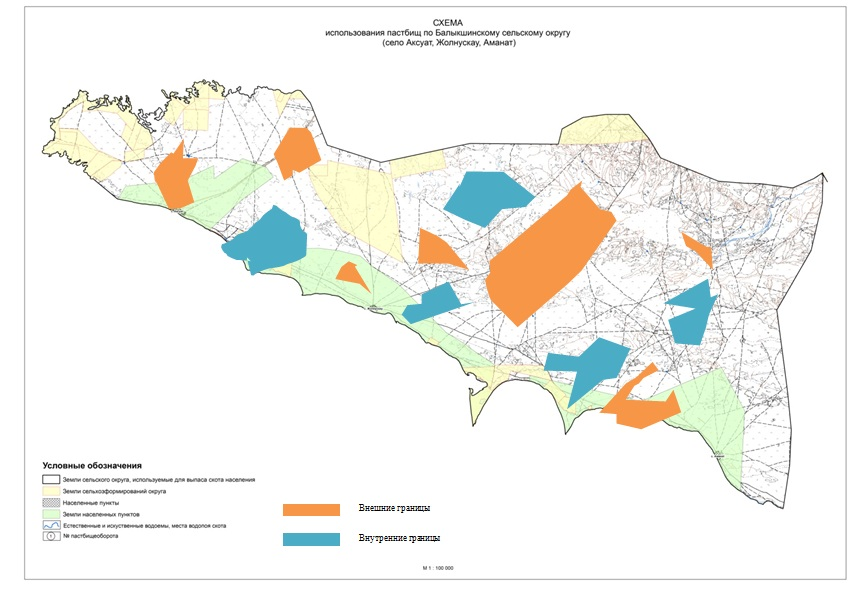 СХЕМА
использования пастбищ по Балыкшинскому сельскому округу
(село Аксуат, Жолнускау, Аманат)
Условные обозначения
Земли сельского округа, используемые для выпаса скота населения
Земли сельхозформирований округа
Населенные пункты
Земли населенных пунктов
Естественные и искуственные водоемы, места водопоя скота
№ пастбищеоборота
Внешние границы
Внутренние границы
М 1 : 100 000